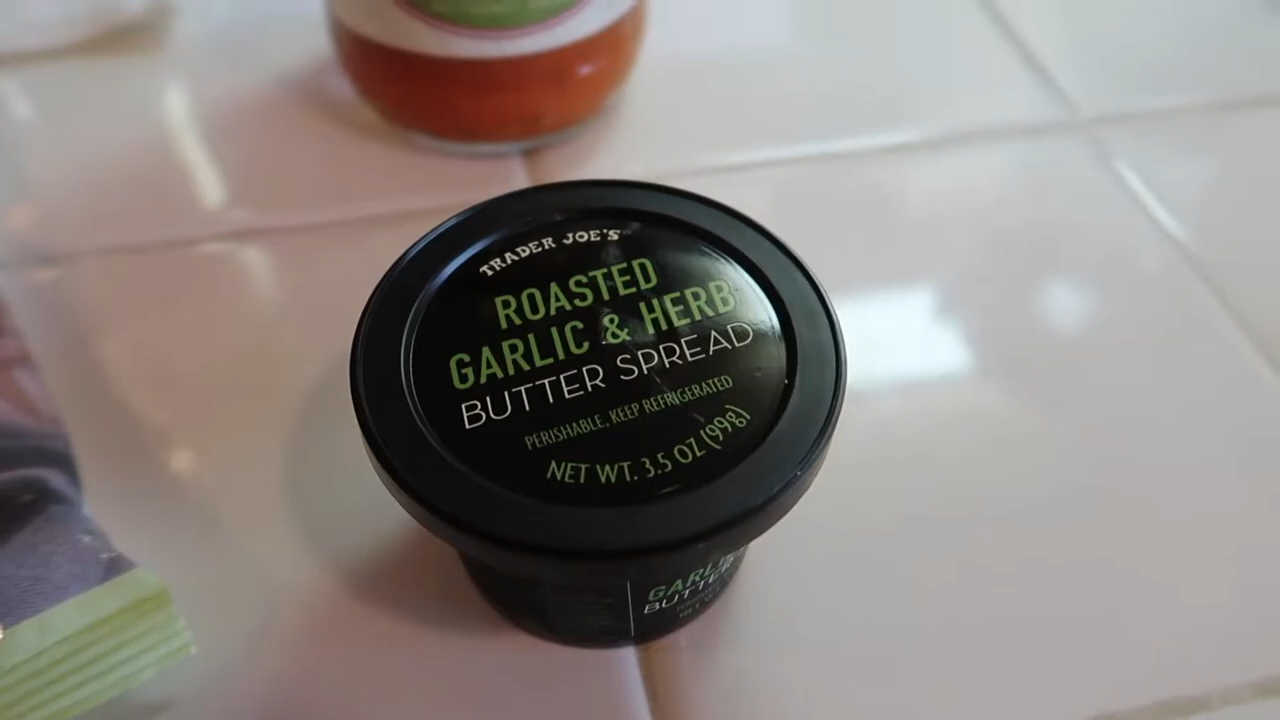 TRADER JOE'S
ROASTED
GARLIC & HERB
BUTTER SPREAD
PERISHABLE, KEEP REFRIGERATED
NET WT. 3.5 OZ (99g)
GARLIC
BUTTER